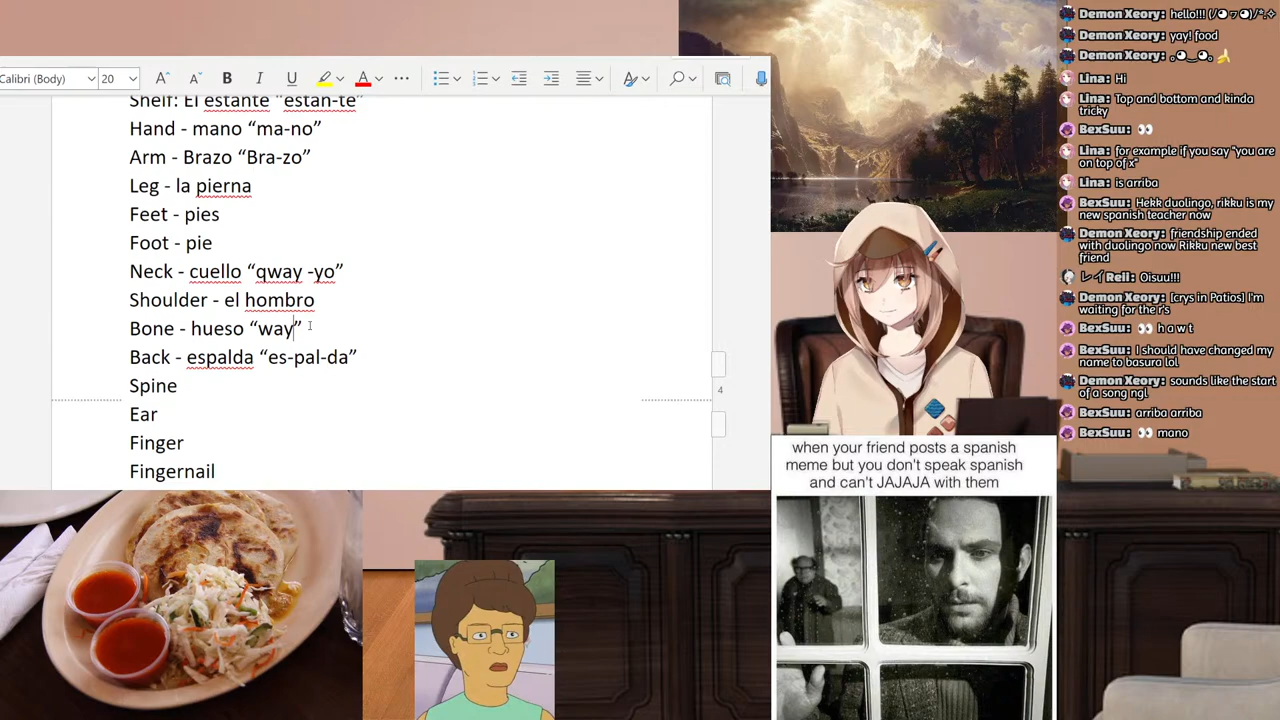 Calibri (Body) 20 B I U A
Shelf: El estante “estan-te”
Hand - mano “ma-no”
Arm - Brazo “Bra-zo”
Leg - la pierna
Feet - pies
Foot - pie
Neck - cuello “qway -yo”
Shoulder - el hombro
Bone - hueso “way”
Back - espalda “es-pal-da”
Spine
Ear
Finger
Fingernail
4
Demon Xeory: hello!!! (/◕ヮ◕)/*:✧
Demon Xeory: yay! food
Demon Xeory: 。◕‿◕。🍌
Lina: Hi
Lina: Top and bottom and kinda
tricky
BexSuu: 👀
Lina: for example if you say "you are
on top of x"
Lina: is arriba
BexSuu: Hekk duolingo, rikku is my
new spanish teacher now
Demon Xeory: friendship ended
with duolingo now Rikku new best
friend
レイReii: Oisuu!!!
Demon Xeory: [crys in Patios] I'm
waiting for the r's
BexSuu: 👀 h a w t
BexSuu: I should have changed my
name to basura lol
Demon Xeory: sounds like the start
of a song ngl
BexSuu: arriba arriba
BexSuu: 👀 mano
when your friend posts a spanish
meme but you don't speak spanish
and can't JAJAJA with them